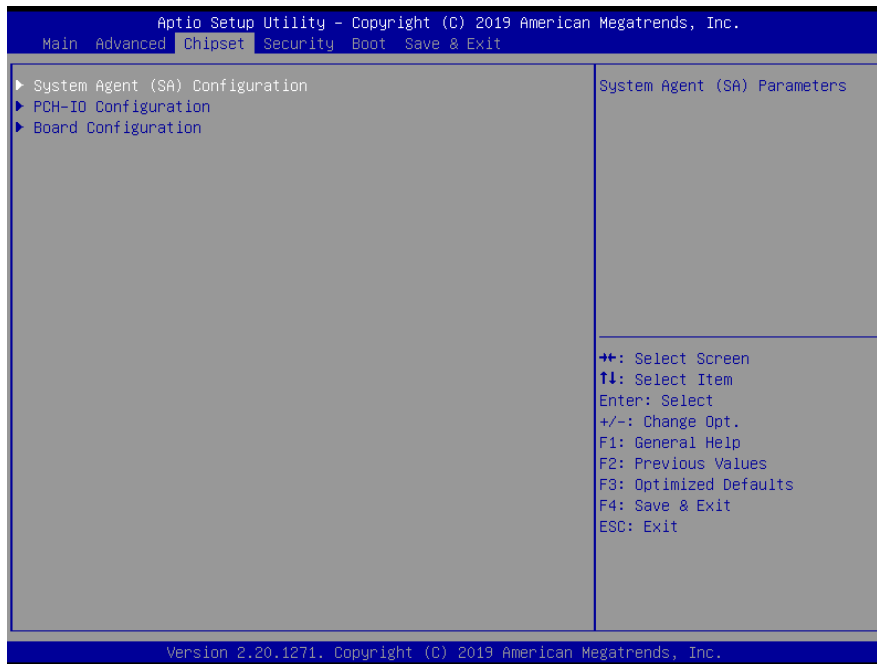 Aptio Setup Utility – Copyright (C) 2019 American Megatrends, Inc.
Main Advanced Chipset Security Boot Save & Exit
▶ System Agent (SA) Configuration
▶ PCH-IO Configuration
▶ Board Configuration
System Agent (SA) Parameters
→←: Select Screen
↑↓: Select Item
Enter: Select
+/-: Change Opt.
F1: General Help
F2: Previous Values
F3: Optimized Defaults
F4: Save & Exit
ESC: Exit
Version 2.20.1271. Copyright (C) 2019 American Megatrends, Inc.